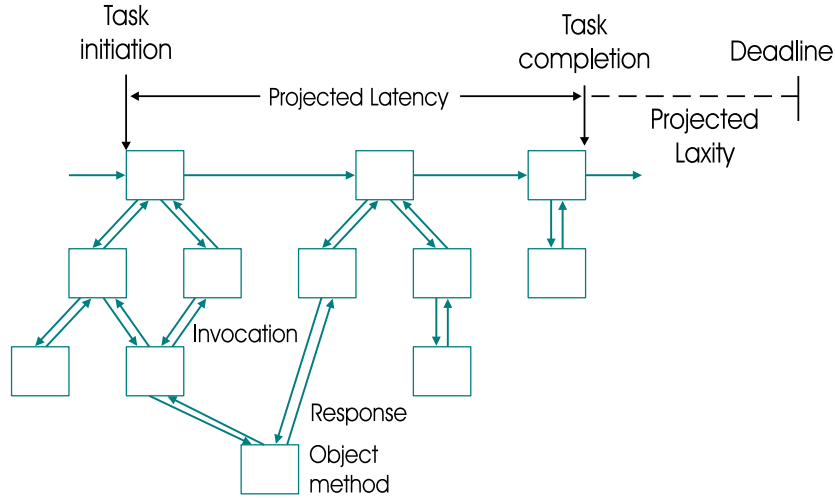 Task
initiation
Task
completion
Deadline
Projected Latency
Projected
Laxity
Invocation
Response
Object
method